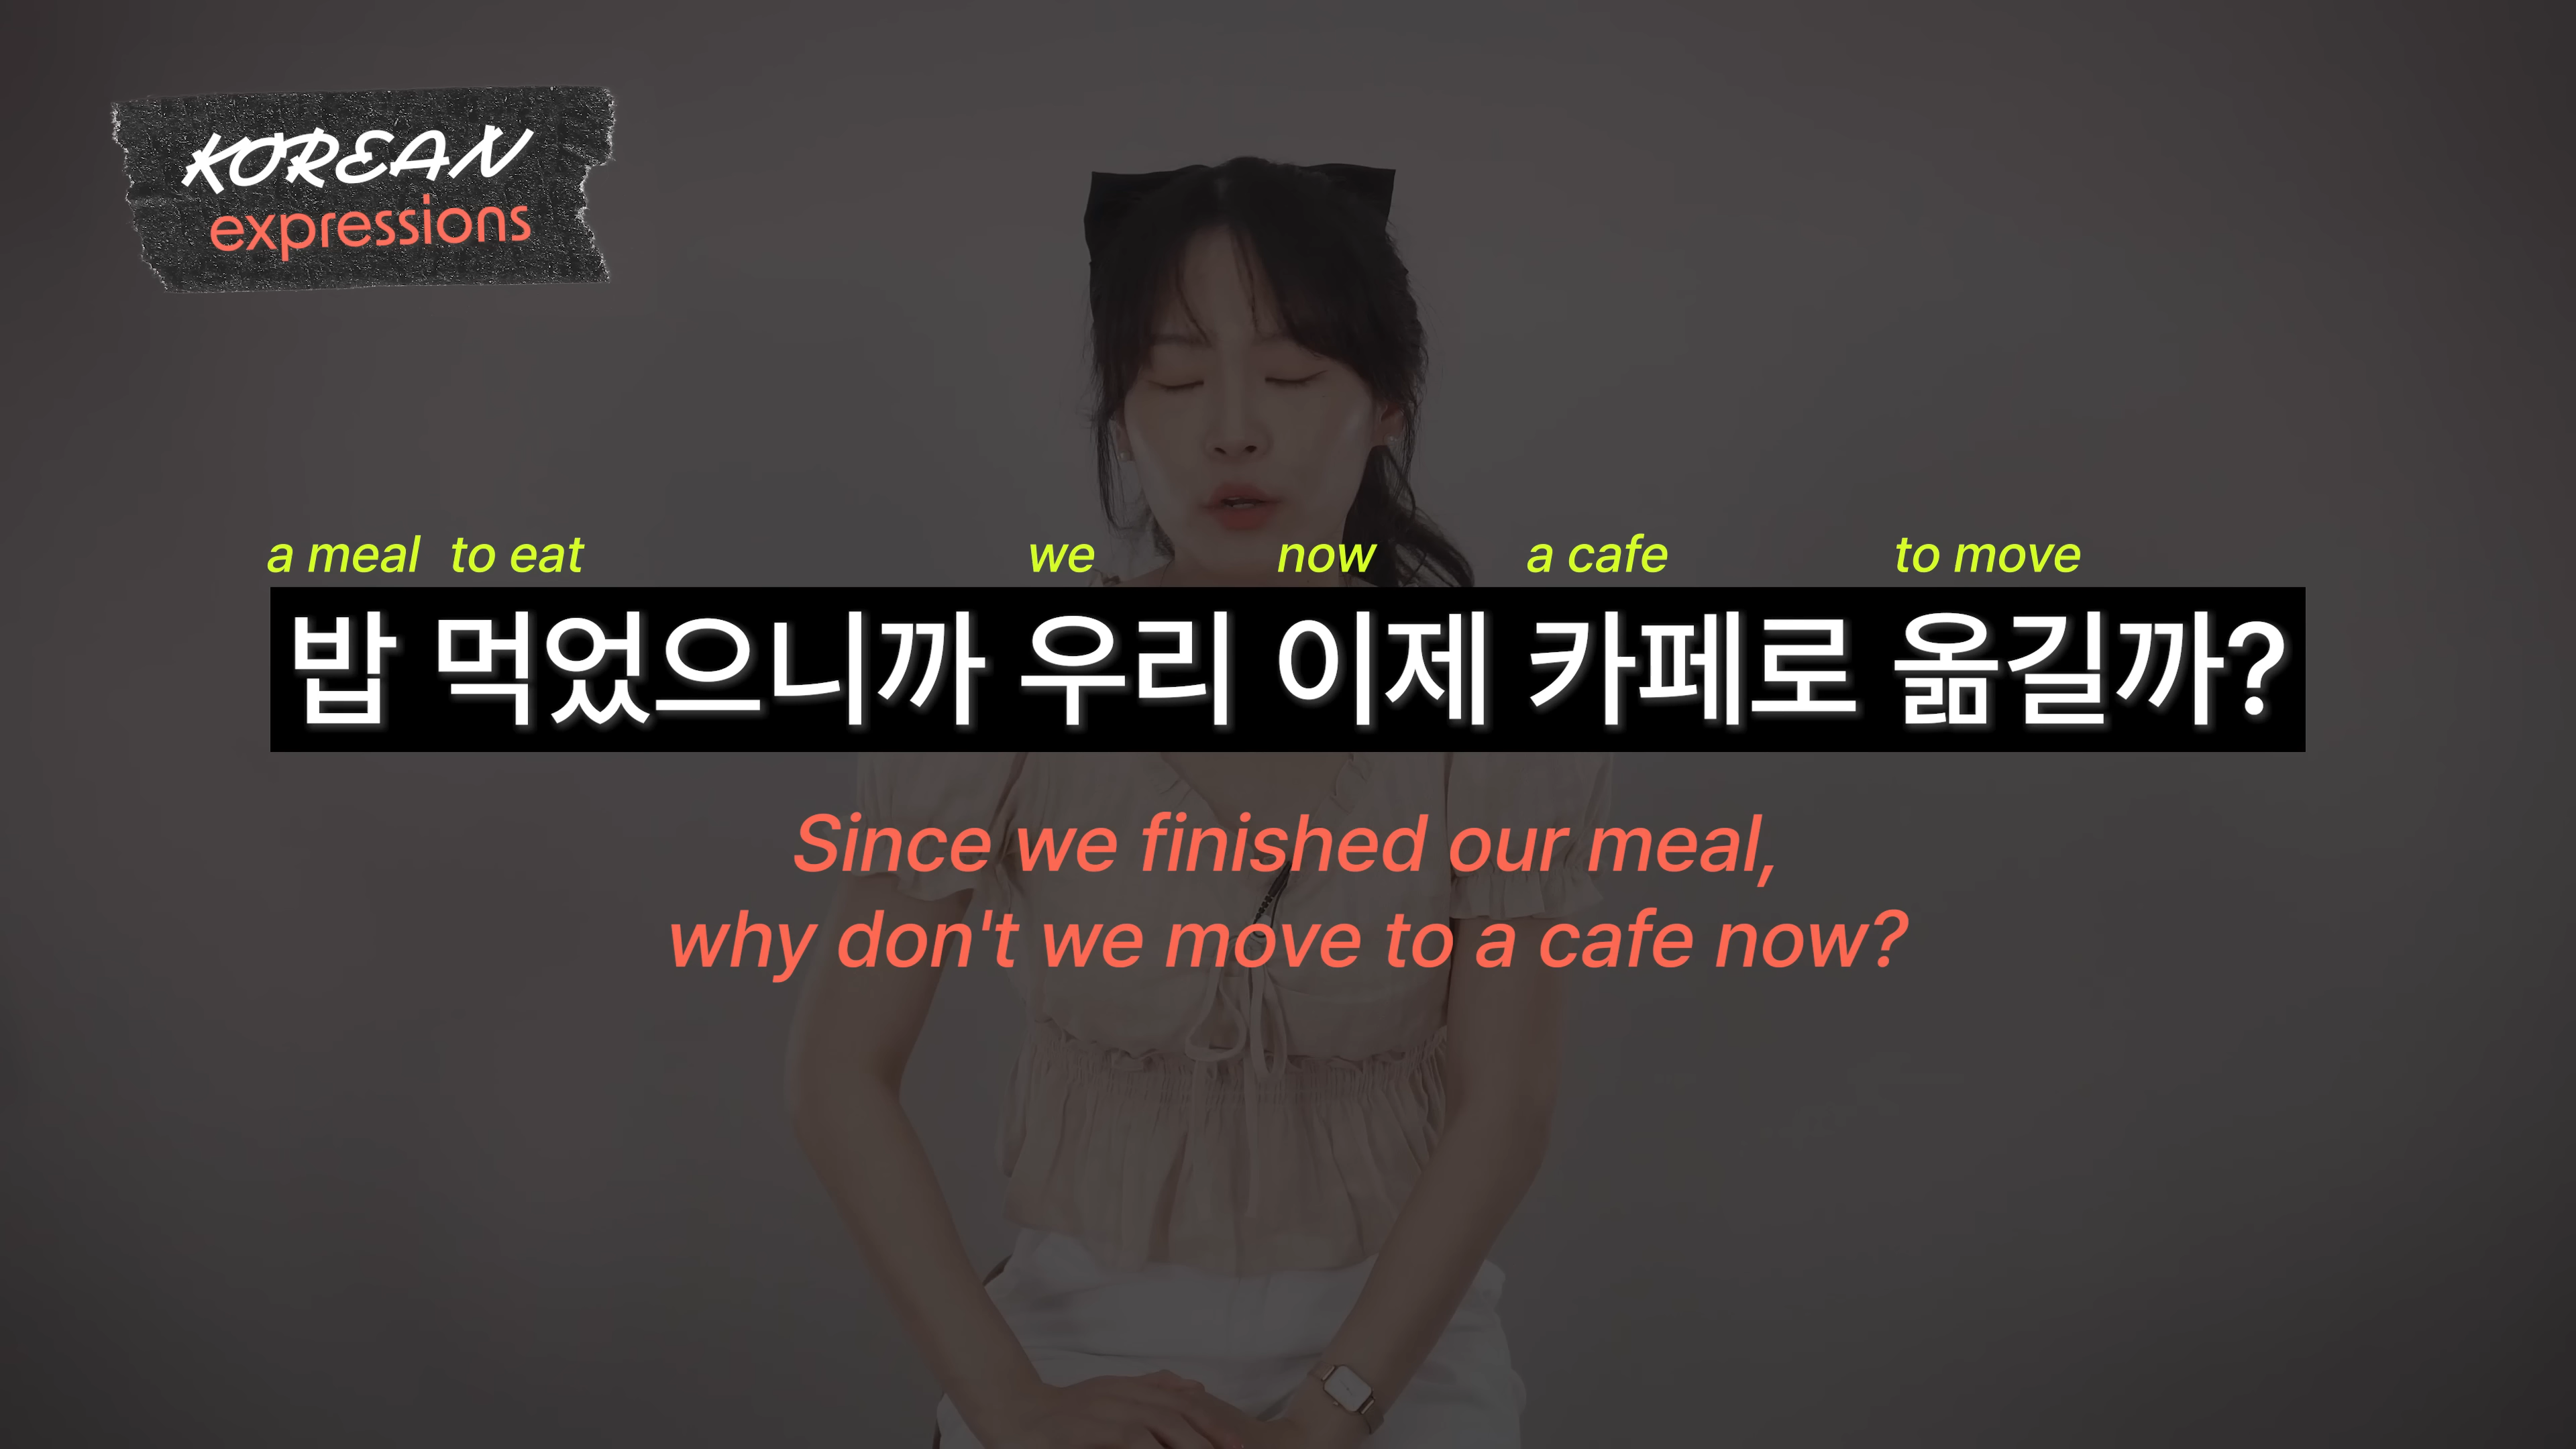 KOREAN
expressions
a meal to eat we now a cafe to move
밥 먹었으니까 우리 이제 카페로 옮길까?
Since we finished our meal,
why don't we move to a cafe now?